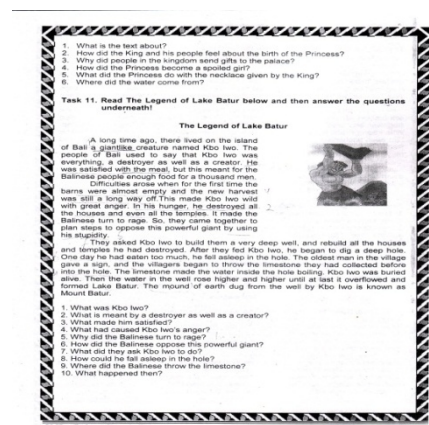 1. What is the text about?
2. How did the King and his people feel about the birth of the Princess?
3. Why did people in the kingdom send gifts to the palace?
4. How did the Princess become a spoiled girl?
5. What did the Princess do with the necklace given by the King?
6. Where did the water come from?
Task 11. Read The Legend of Lake Batur below and then answer the questions
underneath!
The Legend of Lake Batur
A long time ago, there lived on the island
of Bali a giantlike creature named Kbo Iwo. The
people of Bali used to say that Kbo Iwo was
everything, a destroyer as well as a creator. He
was satisfied with the meal, but this meant for the
Balinese people enough food for a thousand men.
Difficulties arose when for the first time the
barns were almost empty and the new harvest
was still a long way off.This made Kbo Iwo wild
with great anger. In his hunger, he destroyed all
the houses and even all the temples. It made the
Balinese turn to rage. So, they came together to
plan steps to oppose this powerful giant by using
his stupidity.
They asked Kbo Iwo to build them a very deep well, and rebuild all the houses
and temples he had destroyed. After they fed Kbo Iwo, he began to dig a deep hole.
One day he had eaten too much, he fell asleep in the hole. The oldest man in the village
gave a sign, and the villagers began to throw the limestone they had collected before
into the hole. The limestone made the water inside the hole boiling. Kbo Iwo was buried
alive. Then the water in the well rose higher and higher until at last it overflowed and
formed Lake Batur. The mound of earth dug from the well by Kbo Iwo is known as
Mount Batur.
1. What was Kbo Iwo?
2. What is meant by a destroyer as well as a creator?
3. What made him satisfied?
4. What had caused Kbo Iwo's anger?
5. Why did the Balinese turn to rage?
6. How did the Balinese oppose this powerful giant?
7. What did they ask Kbo Iwo to do?
8. How could he fall asleep in the hole?
9. Where did the Balinese throw the limestone?
10. What happened then?